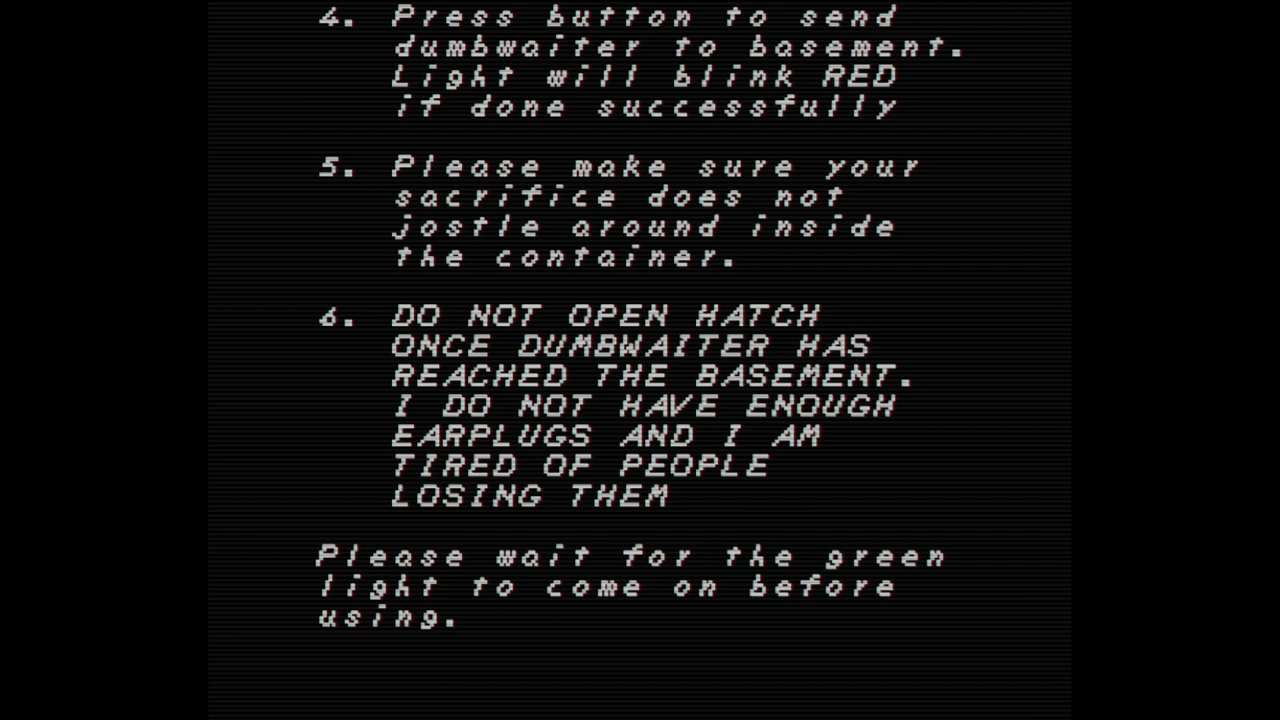 4. Press button to send
dumbwaiter to basement.
Light will blink RED
if done successfully
5. Please make sure your
sacrifice does not
jostle around inside
the container.
6. DO NOT OPEN HATCH
ONCE DUMBWAITER HAS
REACHED THE BASEMENT.
I DO NOT HAVE ENOUGH
EARPLUGS AND I AM
TIRED OF PEOPLE
LOSING THEM
Please wait for the green
light to come on before
using.